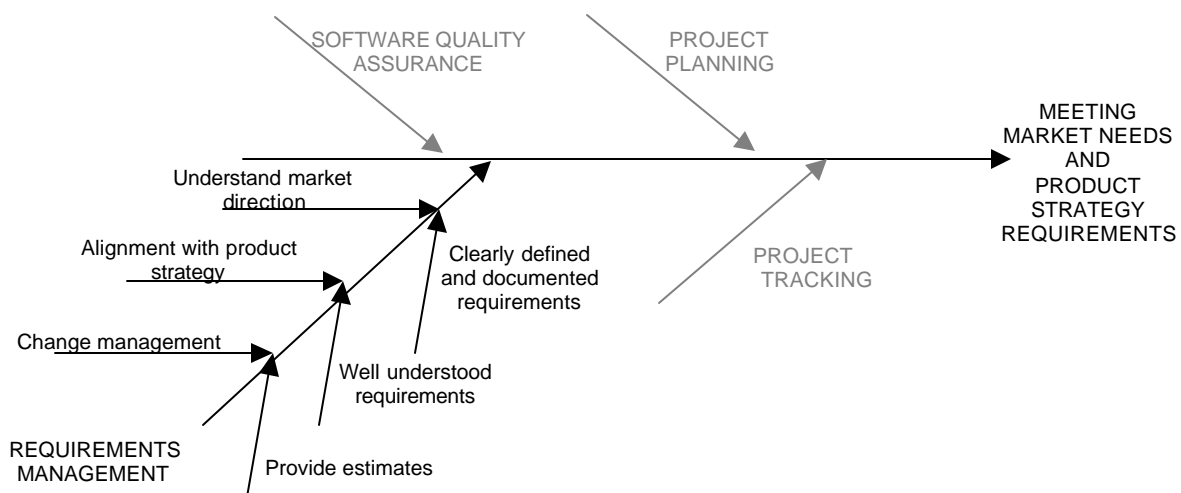 SOFTWARE QUALITY
ASSURANCE
PROJECT
PLANNING
MEETING
MARKET NEEDS
AND
PRODUCT
STRATEGY
REQUIREMENTS
Understand market
direction
Alignment with product
strategy
Clearly defined
and documented
requirements
PROJECT
TRACKING
Change management
Well understood
requirements
REQUIREMENTS
MANAGEMENT
Provide estimates